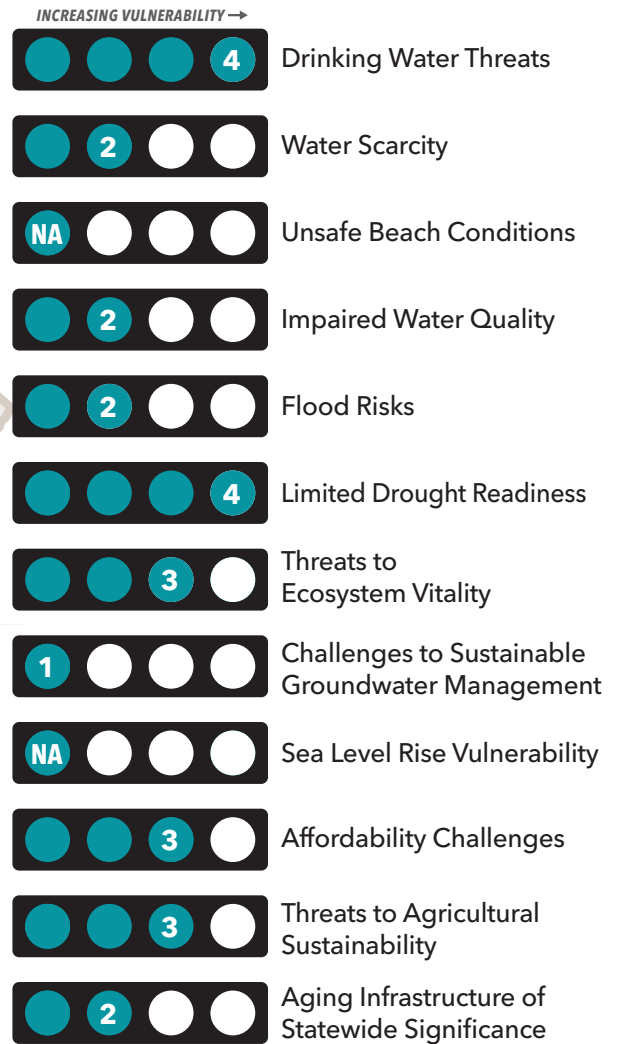 INCREASING VULNERABILITY →
4 Drinking Water Threats
2 Water Scarcity
NA Unsafe Beach Conditions
2 Impaired Water Quality
2 Flood Risks
4 Limited Drought Readiness
3 Threats to
Ecosystem Vitality
1 Challenges to Sustainable
Groundwater Management
NA Sea Level Rise Vulnerability
3 Affordability Challenges
3 Threats to Agricultural
Sustainability
2 Aging Infrastructure of
Statewide Significance